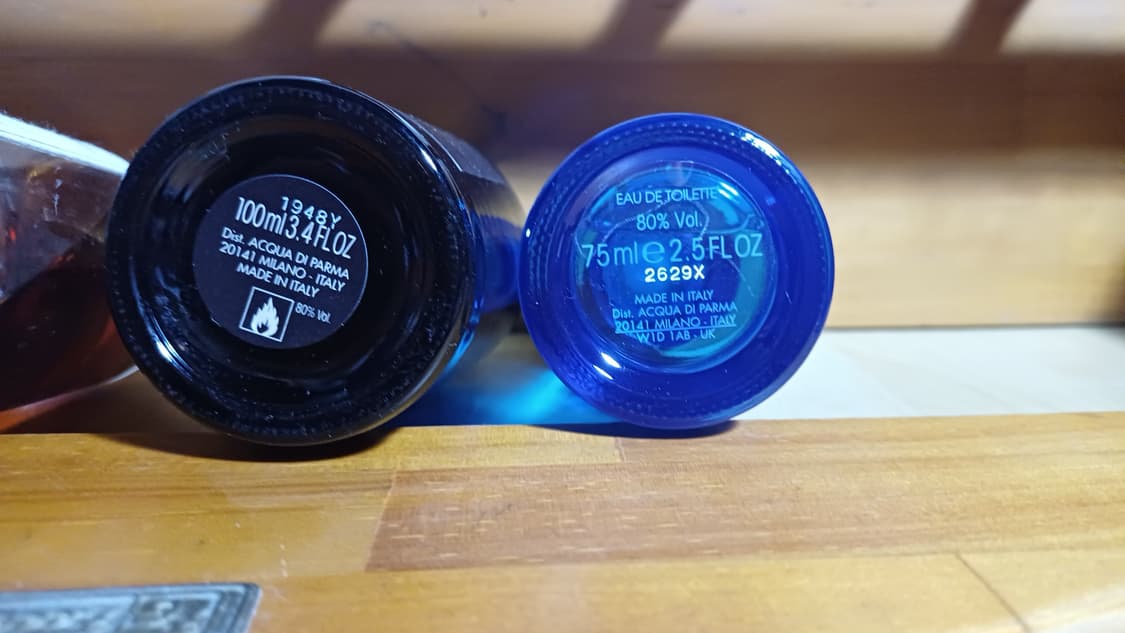 1948Y
100ml 3.4 FL OZ
Dist. ACQUA DI PARMA
20141 MILANO - ITALY
MADE IN ITALY
80% Vol.
EAU DE TOILETTE
80% Vol.
75ml e 2.5 FL OZ
2629X
MADE IN ITALY
Dist. ACQUA DI PARMA
20141 MILANO - ITALY
W1D 1AB - UK